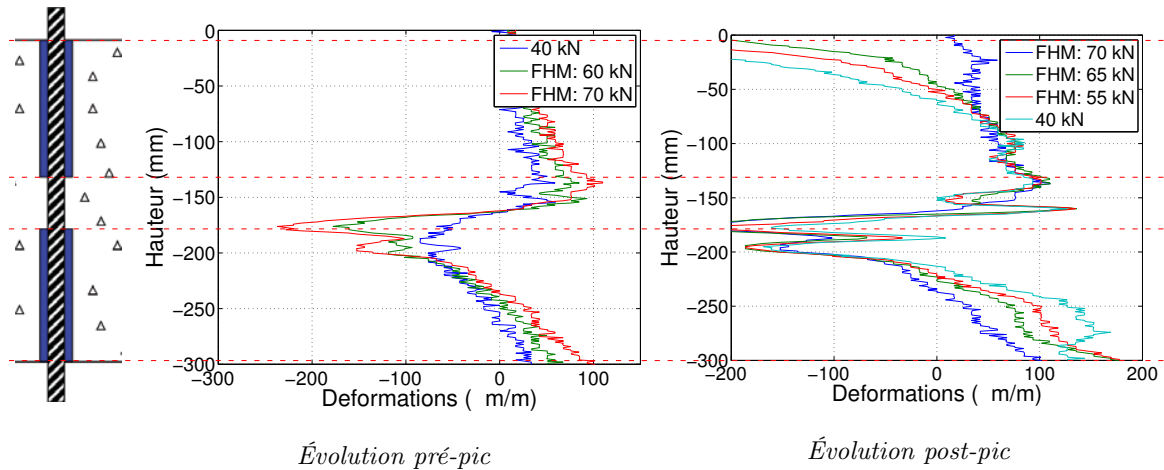 −300
−200
−100
0
100
0
−50
−100
−150
−200
−250
−300
Hauteur (mm)
Deformations ( m/m)
40 kN
FHM: 60 kN
FHM: 70 kN
Évolution pré-pic
−200
−100
0
100
200
0
−50
−100
−150
−200
−250
−300
Hauteur (mm)
Deformations ( m/m)
FHM: 70 kN
FHM: 65 kN
FHM: 55 kN
40 kN
Évolution post-pic